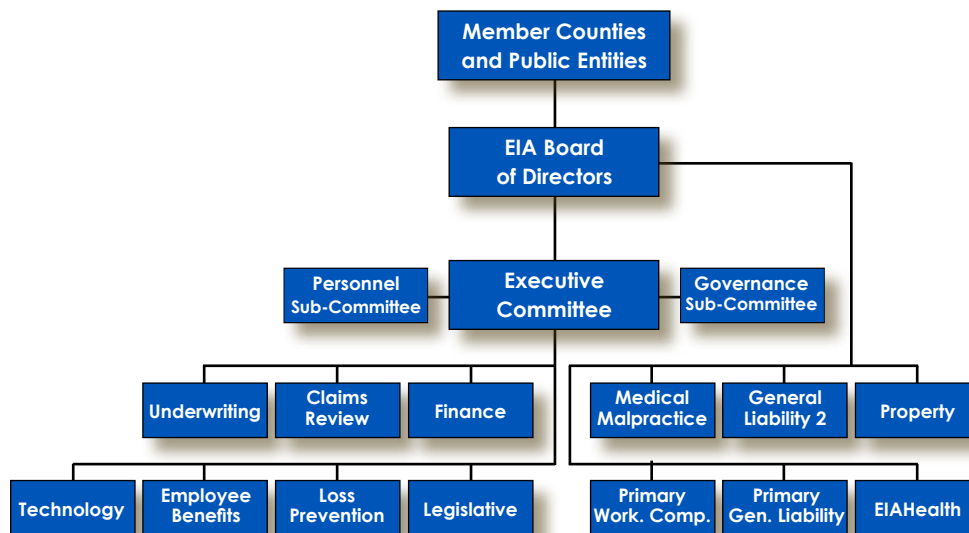 Member Counties
and Public Entities
EIA Board
of Directors
Personnel
Sub-Committee
Executive
Committee
Governance
Sub-Committee
Underwriting
Claims
Review
Finance
Medical
Malpractice
General
Liability 2
Property
Technology
Employee
Benefits
Loss
Prevention
Legislative
Primary
Work. Comp.
Primary
Gen. Liability
EIAHealth